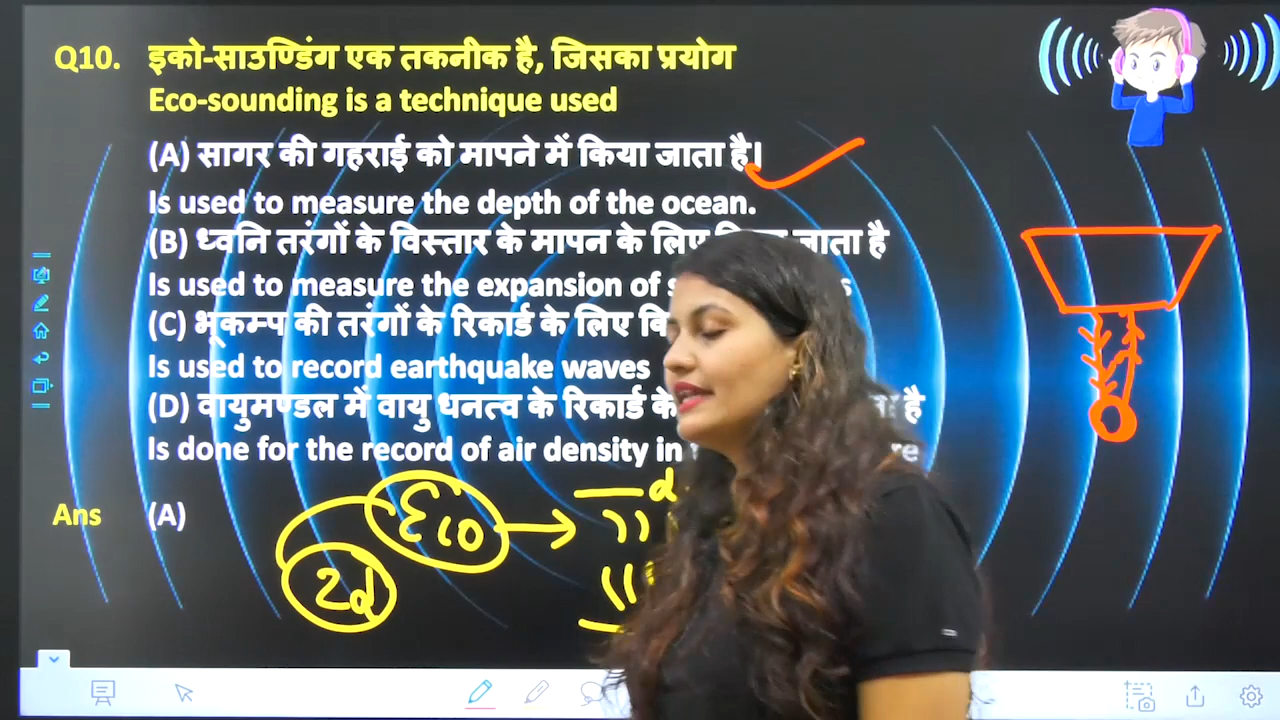 Q10. इको-साउण्डिंग एक तकनीक है, जिसका प्रयोग
Eco-sounding is a technique used
(A) सागर की गहराई को मापने में किया जाता है।
Is used to measure the depth of the ocean.
(B) ध्वनि तरंगों के विस्तार के मापन के लिए जाता है
Is used to measure the expansion of
(C) भूकम्प की तरंगों के रिकार्ड के लिए
Is used to record earthquake waves
(D) वायुमण्डल में वायु धनत्व के रिकार्ड के है
Is done for the record of air density in
Ans (A)
2d